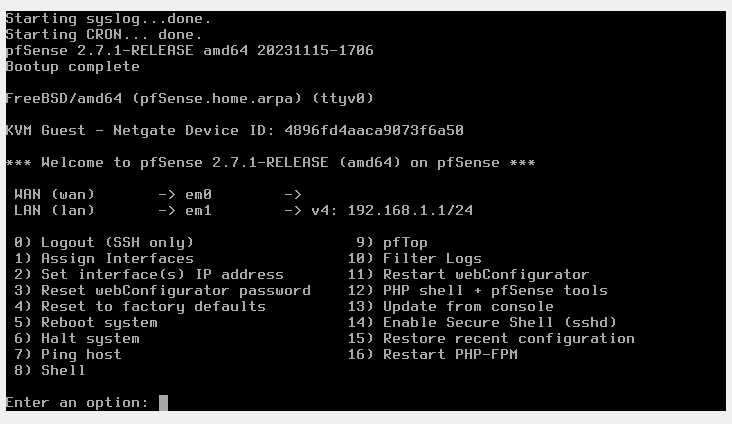 Starting syslog...done.
Starting CRON... done.
pfSense 2.7.1-RELEASE amd64 20231115-1706
Bootup complete
FreeBSD/amd64 (pfSense.home.arpa) (ttyv0)
KVM Guest - Netgate Device ID: 4896fd4aaca9073f6a50
*** Welcome to pfSense 2.7.1-RELEASE (amd64) on pfSense ***
WAN (wan) -> em0 ->
LAN (lan) -> em1 -> v4: 192.168.1.1/24
0) Logout (SSH only) 9) pfTop
1) Assign Interfaces 10) Filter Logs
2) Set interface(s) IP address 11) Restart webConfigurator
3) Reset webConfigurator password 12) PHP shell + pfSense tools
4) Reset to factory defaults 13) Update from console
5) Reboot system 14) Enable Secure Shell (sshd)
6) Halt system 15) Restore recent configuration
7) Ping host 16) Restart PHP-FPM
8) Shell
Enter an option: